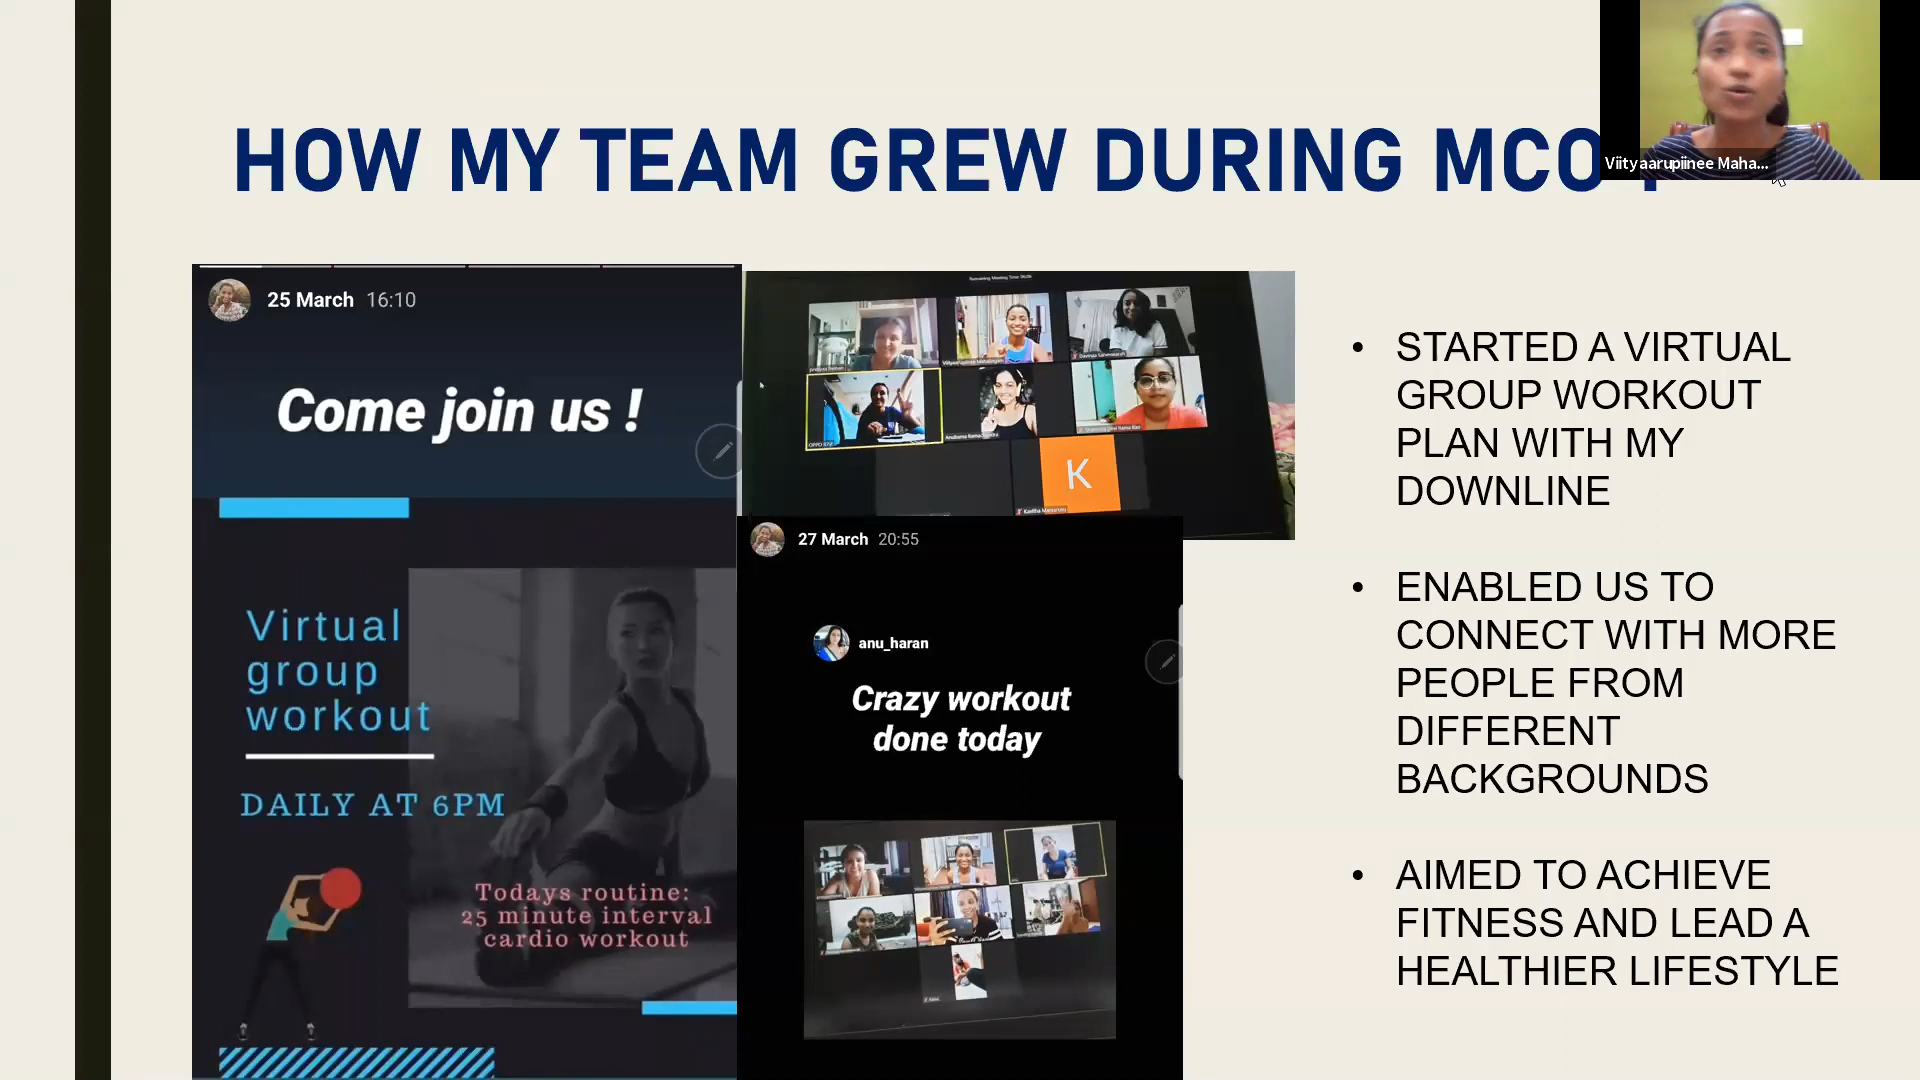 HOW MY TEAM GREW DURING MCO
Viityaarupiinee Maha...
25 March 16:10
Come join us !
Virtual
group
workout
DAILY AT 6PM
Todays routine:
25 minute interval
cardio workout
K
27 March 20:55
anu_haran
Crazy workout
done today
• STARTED A VIRTUAL
GROUP WORKOUT
PLAN WITH MY
DOWNLINE
• ENABLED US TO
CONNECT WITH MORE
PEOPLE FROM
DIFFERENT
BACKGROUNDS
• AIMED TO ACHIEVE
FITNESS AND LEAD A
HEALTHIER LIFESTYLE